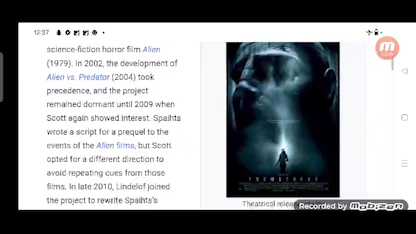 12:37
science-fiction horror film Alien
(1979). In 2002, the development of
Alien vs. Predator (2004) took
precedence, and the project
remained dormant until 2009 when
Scott again showed interest. Spaihts
wrote a script for a prequel to the
events of the Alien films, but Scott
opted for a different direction to
avoid repeating cues from those
films. In late 2010, Lindelof joined
the project to rewrite Spaihts's
PROMETHEUS
Theatrical release
Recorded by Mobizen